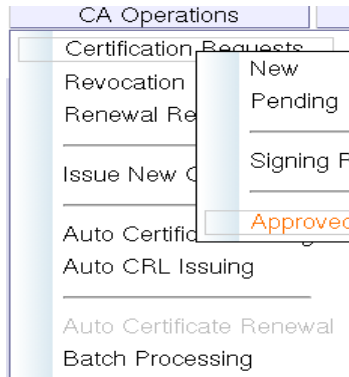 CA Operations
Certification Requests
New
Revocation
Pending
Renewal Re
Signing
Issue New
Approved
Auto
Auto CRL Issuing
Auto Certificate Renewal
Batch Processing